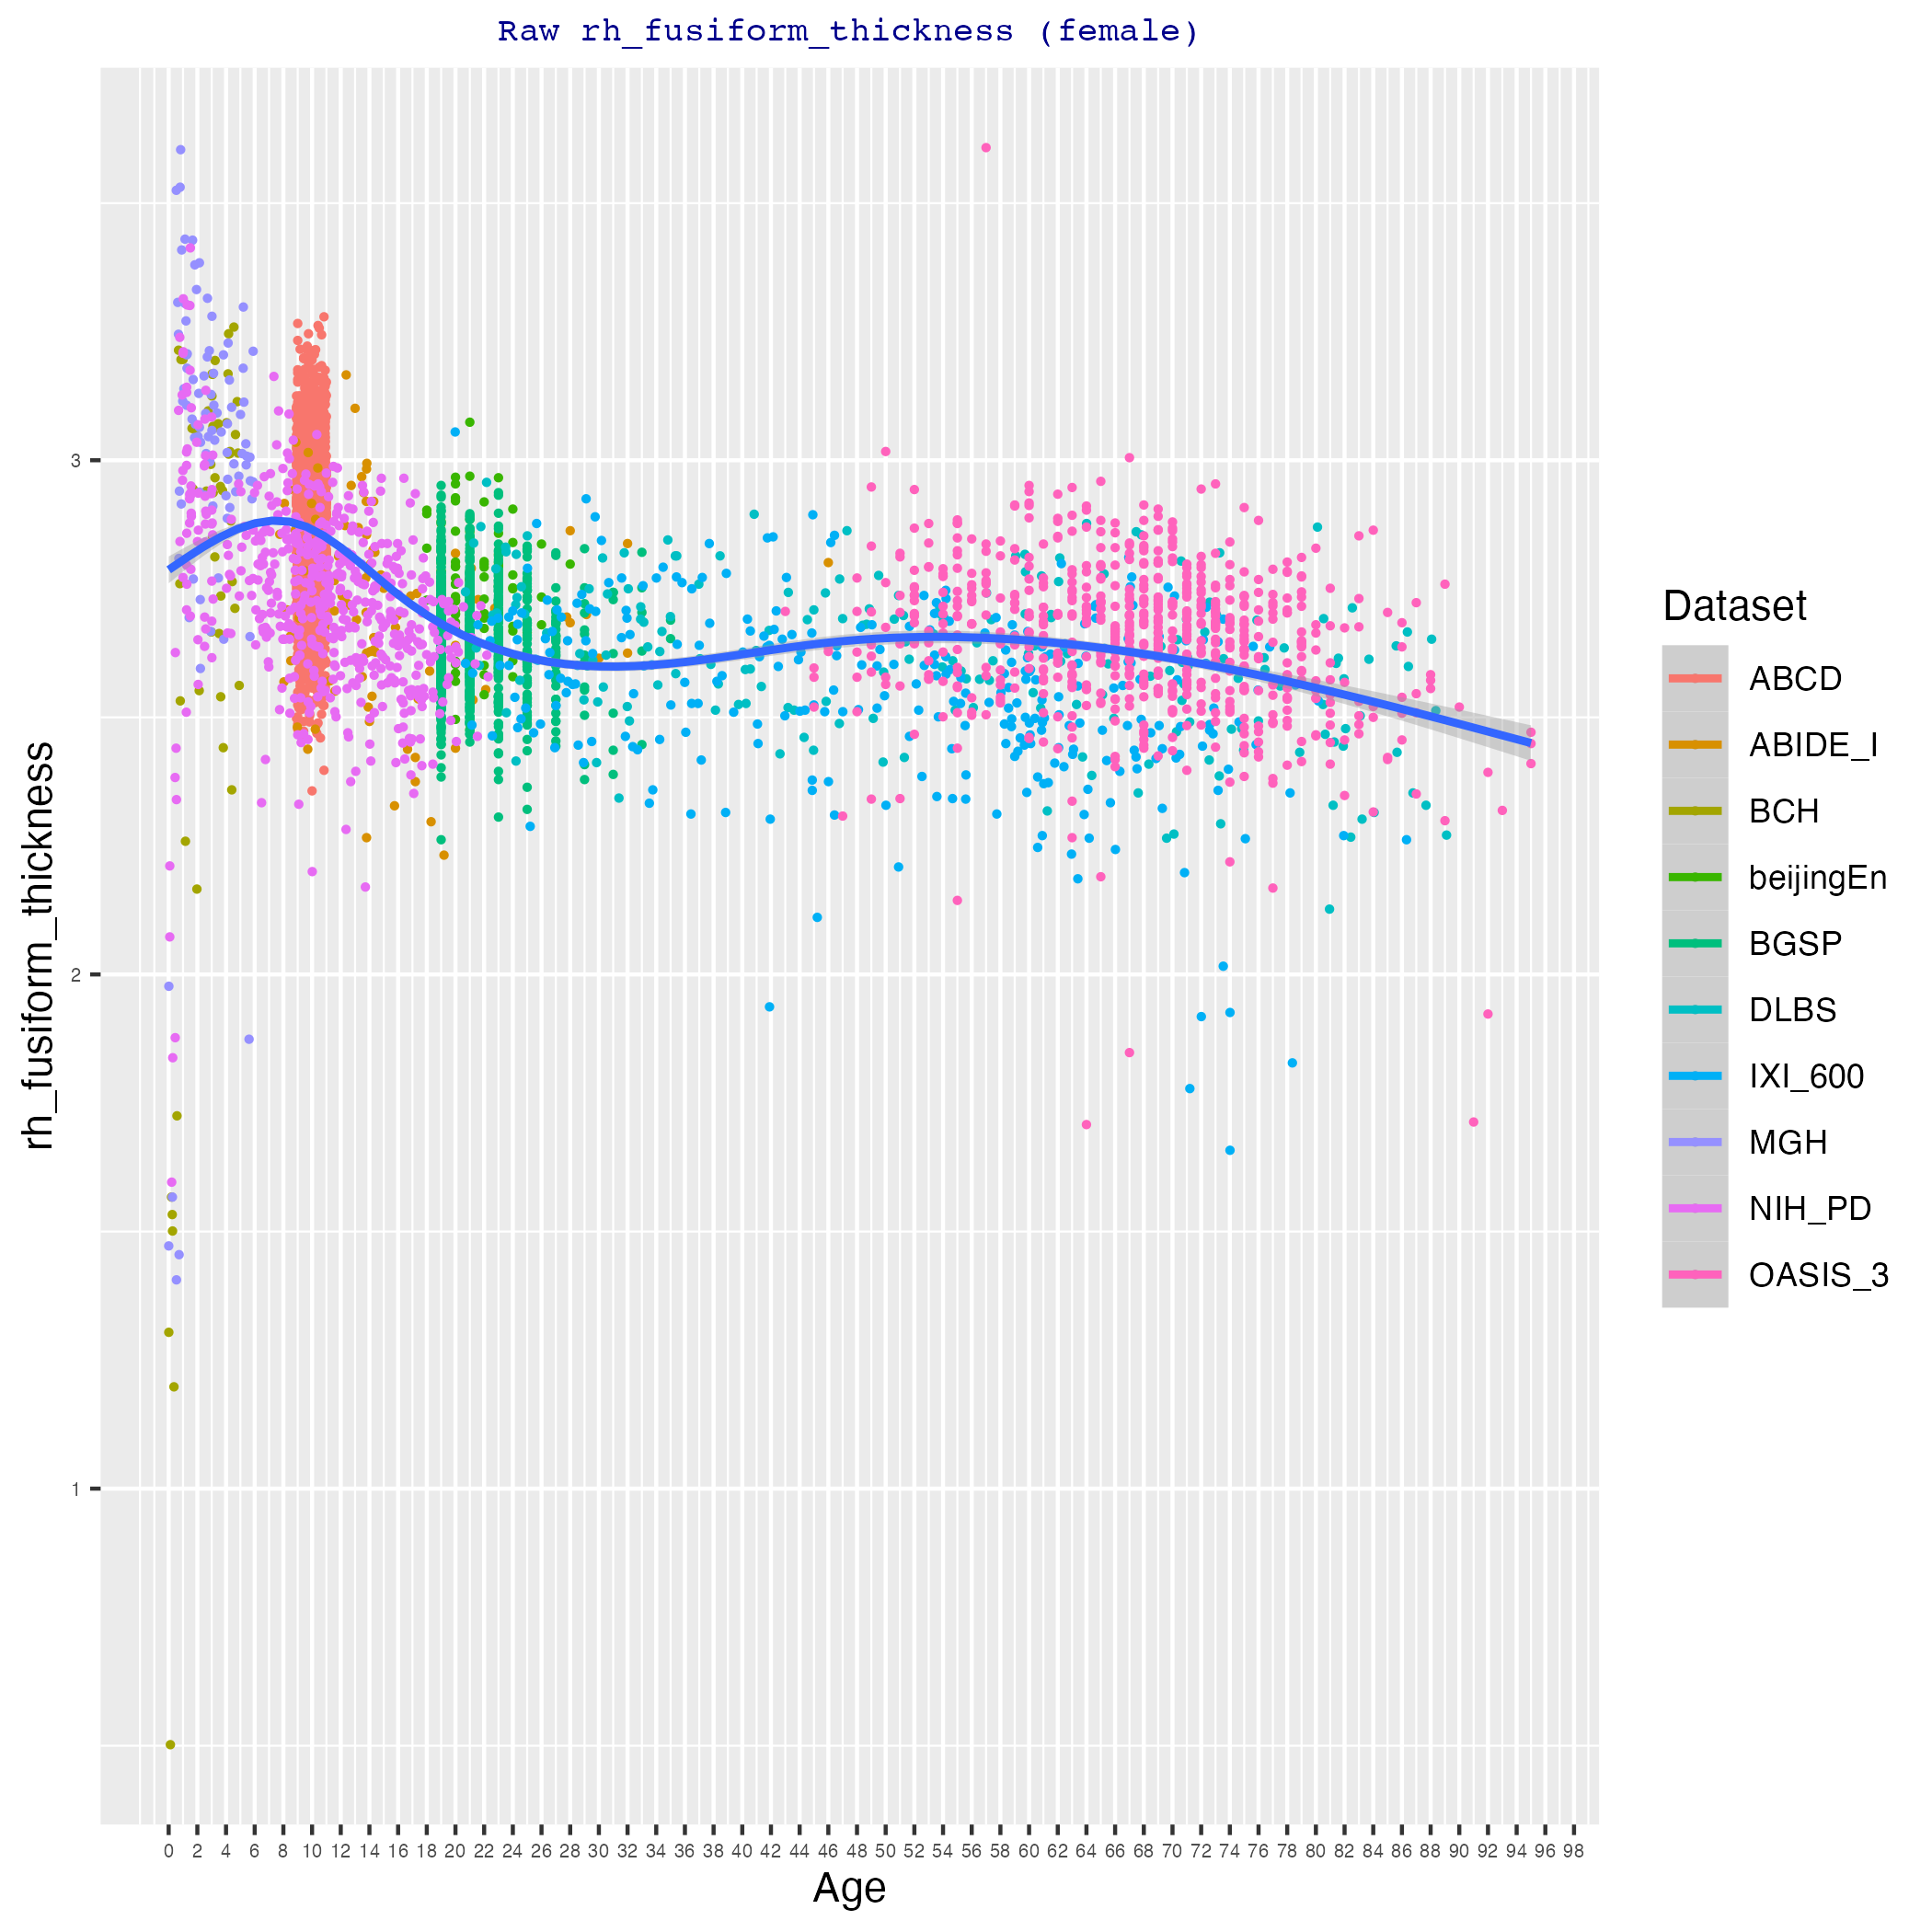 Raw rh_fusiform_thickness (female)
rh_fusiform_thickness
3
2
1
0 2 4 6 8 10 12 14 16 18 20 22 24 26 28 30 32 34 36 38 40 42 44 46 48 50 52 54 56 58 60 62 64 66 68 70 72 74 76 78 80 82 84 86 88 90 92 94 96 98
Age
Dataset
ABCD
ABIDE_I
BCH
beijingEn
BGSP
DLBS
IXI_600
MGH
NIH_PD
OASIS_3